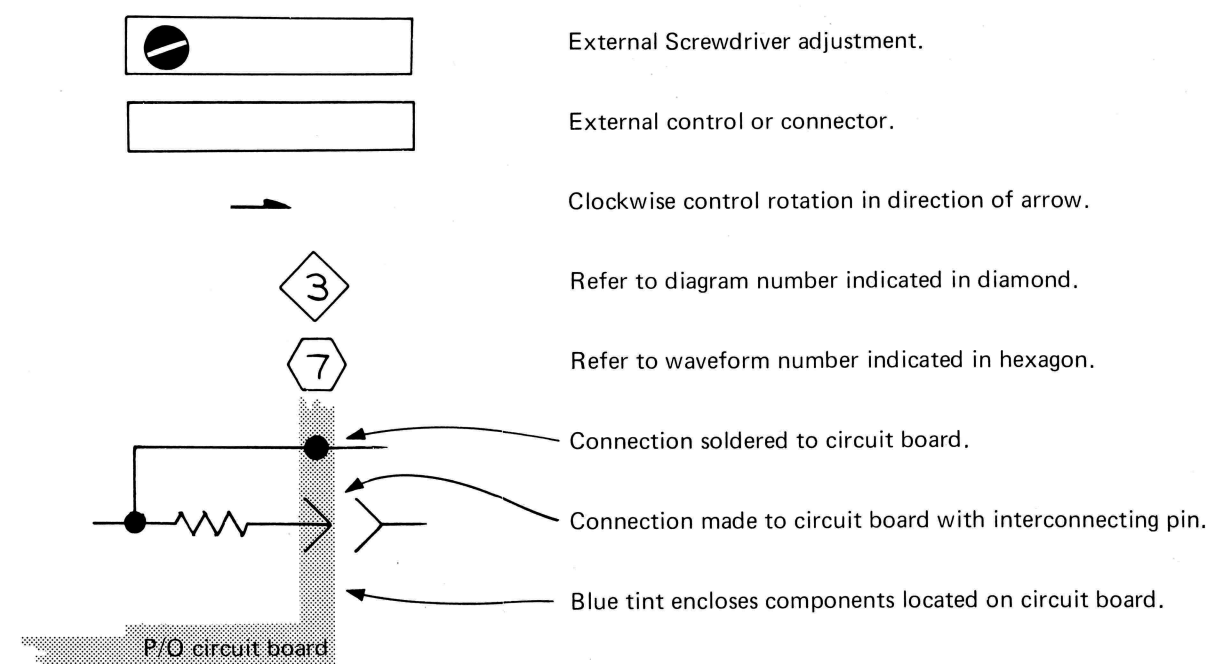 External Screwdriver adjustment.
External control or connector.
Clockwise control rotation in direction of arrow.
3
Refer to diagram number indicated in diamond.
7
Refer to waveform number indicated in hexagon.
Connection soldered to circuit board.
Connection made to circuit board with interconnecting pin.
Blue tint encloses components located on circuit board.
P/O circuit board